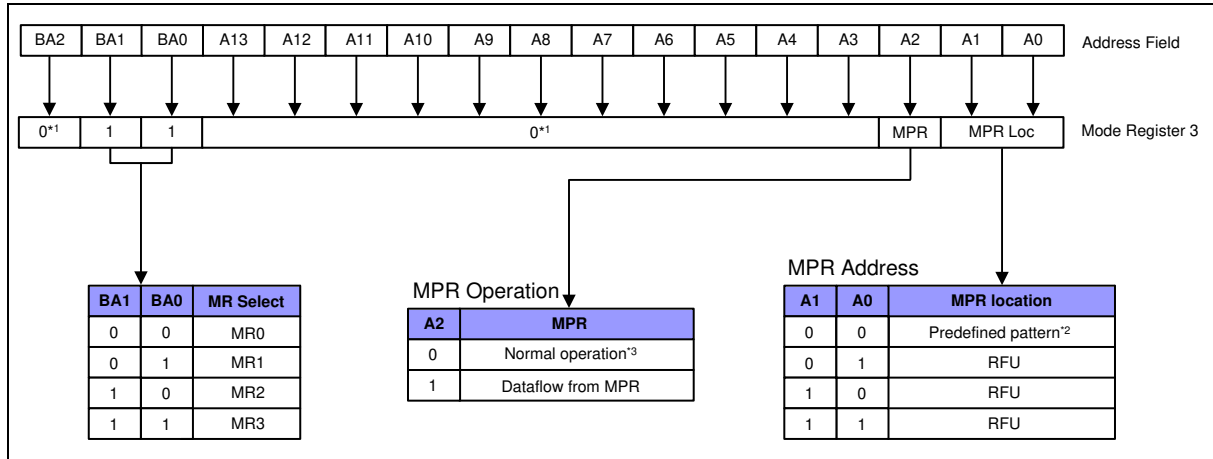 BA2 BA1 BA0 A13 A12 A11 A10 A9 A8 A7 A6 A5 A4 A3 A2 A1 A0 Address Field
0*1 1 1 0*1 MPR MPR Loc Mode Register 3
MPR Address
MPR Operation
BA1 BA0 MR Select
0 0 MR0
0 1 MR1
1 0 MR2
1 1 MR3
A2 MPR
0 Normal operation*3
1 Dataflow from MPR
A1 A0 MPR location
0 0 Predefined pattern*2
0 1 RFU
1 0 RFU
1 1 RFU